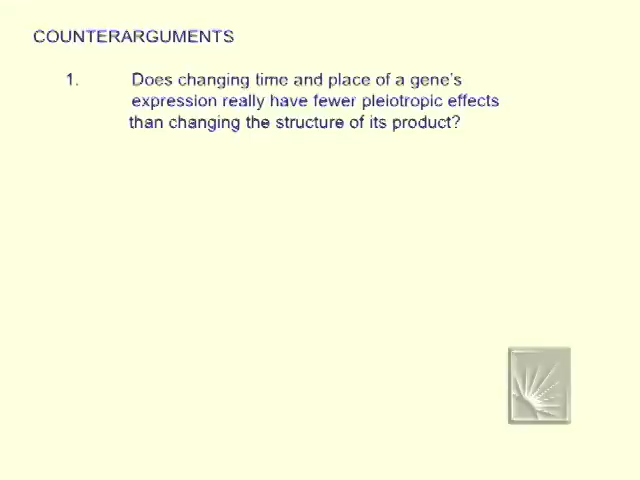 COUNTERARGUMENTS
1. Does changing time and place of a gene's
expression really have fewer pleiotropic effects
than changing the structure of its product?